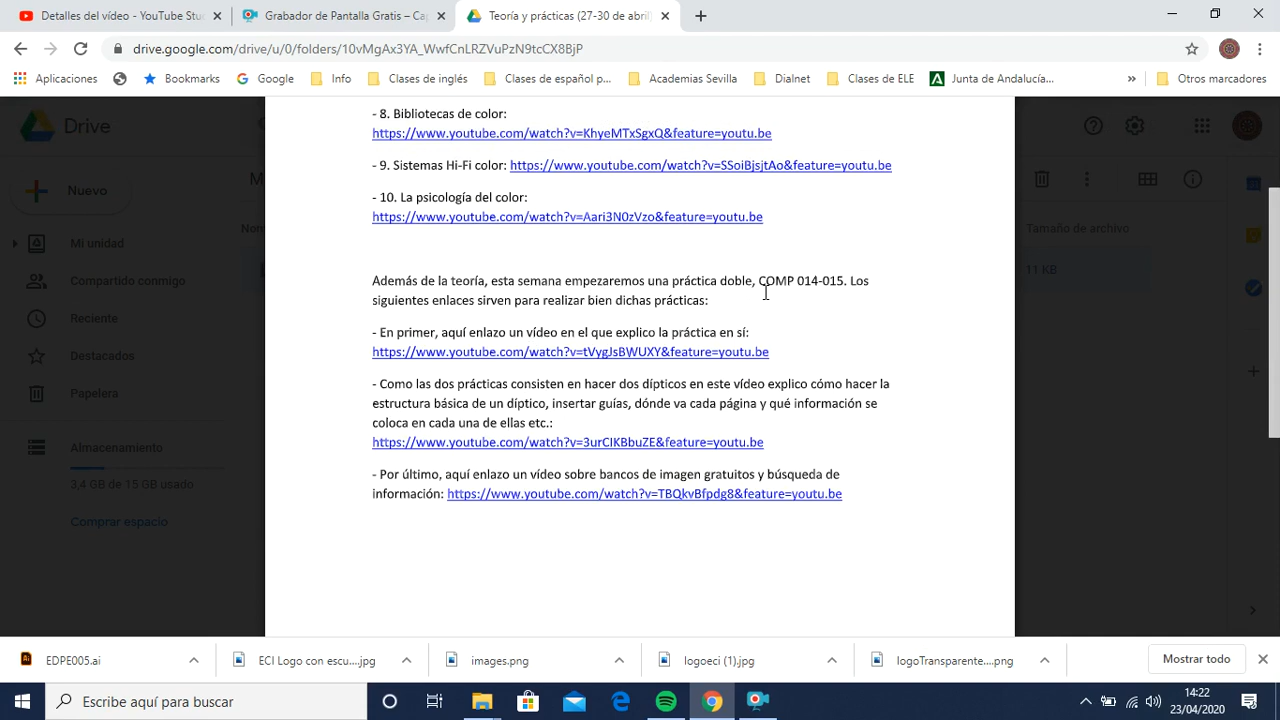 Detalles del vídeo - YouTube Stu
Grabador de Pantalla Gratis – Cap
Teoría y prácticas (27-30 de abril)
drive.google.com/drive/u/0/folders/10vMgAx3YA_WwfCnLRZVuPzN9tcCX8BjP
Aplicaciones
Bookmarks
Google
Info
Clases de inglés
Clases de español p...
Academias Sevilla
Dialnet
Clases de ELE
Junta de Andalucía...
»
Otros marcadores
Drive
Nuevo
Mi unidad
Compartido conmigo
Reciente
Destacados
Papelera
Almacenamiento
3,4 GB de 15 GB usado
Comprar espacio
Tamaño de archivo
11 KB
- 8. Bibliotecas de color:
https://www.youtube.com/watch?v=KhyeMTxSgxQ&feature=youtu.be
- 9. Sistemas Hi-Fi color: https://www.youtube.com/watch?v=SSoiBjsjtAo&feature=youtu.be
- 10. La psicología del color:
https://www.youtube.com/watch?v=Aari3N0zVzo&feature=youtu.be
Además de la teoría, esta semana empezaremos una práctica doble, COMP 014-015. Los
siguientes enlaces sirven para realizar bien dichas prácticas:
- En primer, aquí enlazo un vídeo en el que explico la práctica en sí:
https://www.youtube.com/watch?v=tVygJsBWUXY&feature=youtu.be
- Como las dos prácticas consisten en hacer dos dípticos en este vídeo explico cómo hacer la
estructura básica de un díptico, insertar guías, dónde va cada página y qué información se
coloca en cada una de ellas etc.:
https://www.youtube.com/watch?v=3urCIKBbuZE&feature=youtu.be
- Por último, aquí enlazo un vídeo sobre bancos de imagen gratuitos y búsqueda de
información: https://www.youtube.com/watch?v=TBQkvBfpdg8&feature=youtu.be
EDPE005.ai
ECI Logo con escu....jpg
images.png
logoeci (1).jpg
logoTransparente....png
Mostrar todo
Escribe aquí para buscar
14:22
23/04/2020